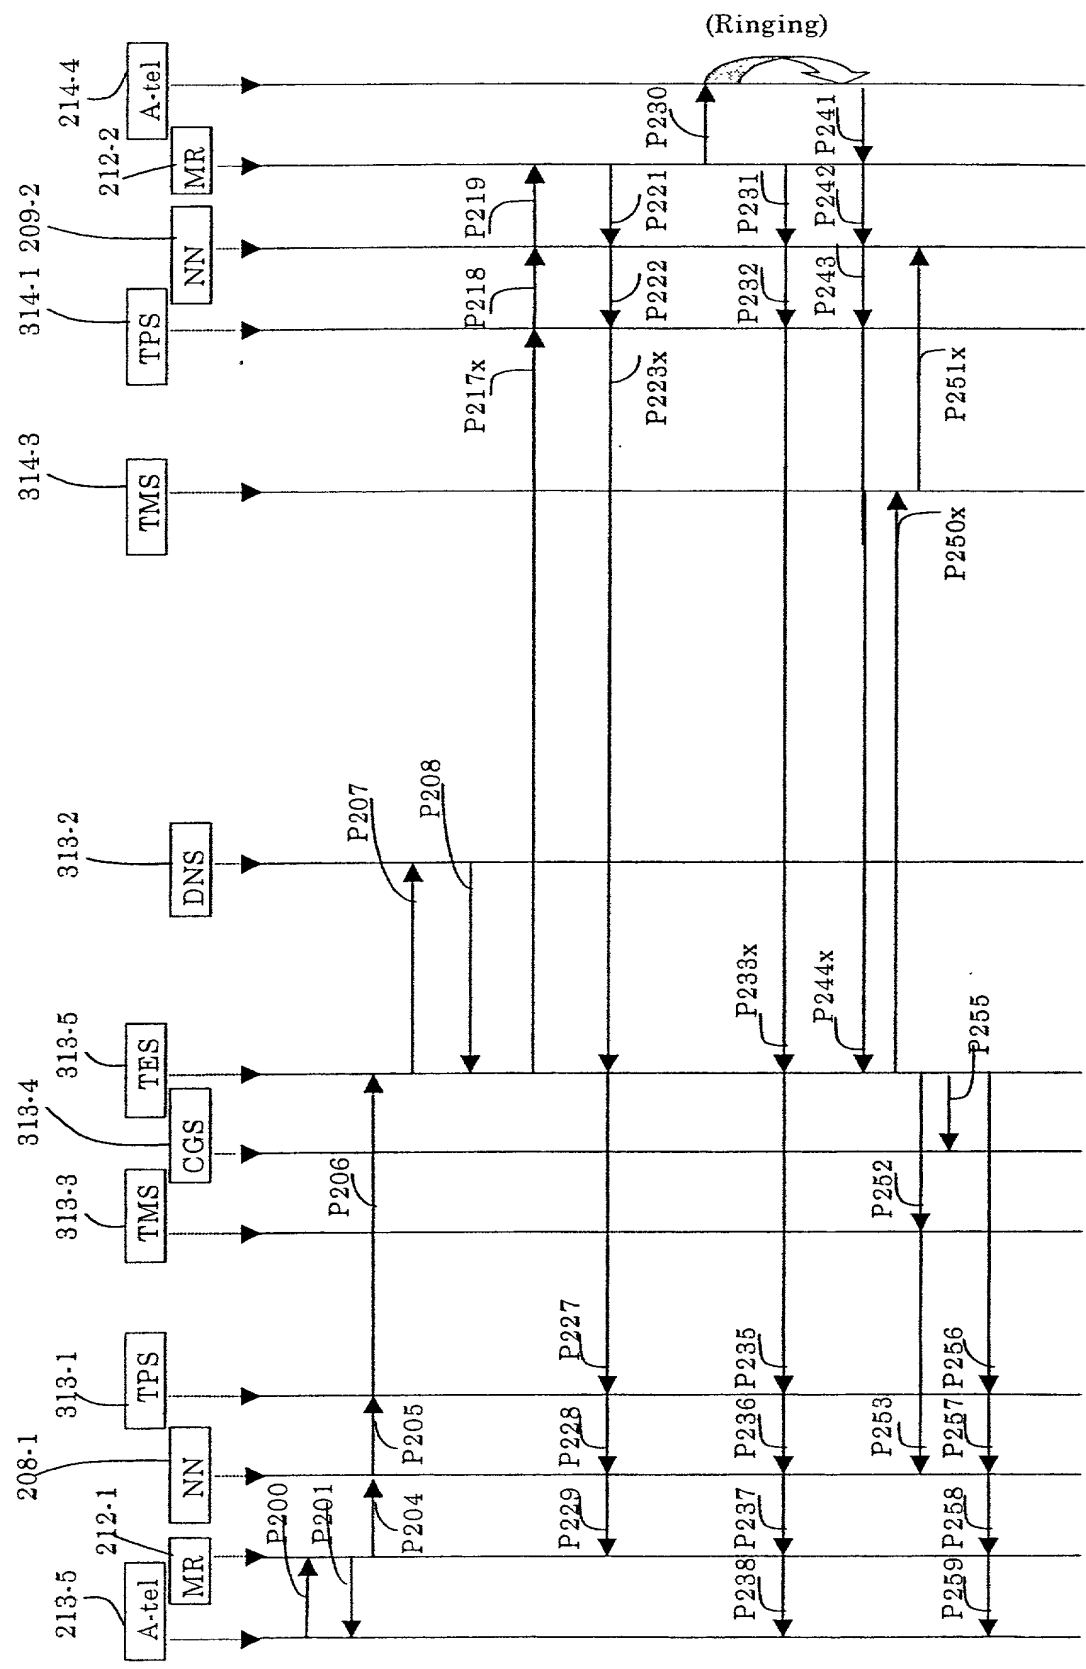 (Ringing)
213-5
A-tel
212-1
MR
208-1
NN
313-1
TPS
313-3
TMS
313-4
CGS
313-5
TES
313-2
DNS
314-3
TMS
314-1
TPS
209-2
NN
212-2
MR
214-4
A-tel
P200
P201
P204
P205
P206
P207
P208
P217x
P218
P219
P229
P228
P227
P223x
P222
P221
P230
P238
P237
P236
P235
P233x
P232
P231
P244x
P243
P242
P241
P250x
P251x
P253
P252
P255
P259
P258
P257
P256